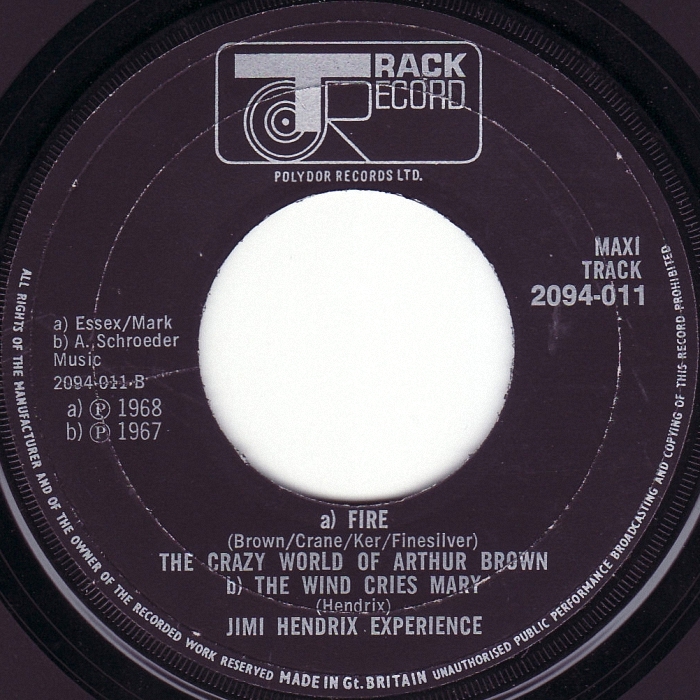 TRACK
RECORD
POLYDOR RECORDS LTD.
MAXI
TRACK
2094-011
a) Essex/Mark
b) A. Schroeder
Music
2094-011-B
a) Ⓟ 1968
b) Ⓟ 1967
a) FIRE
(Brown/Crane/Ker/Finesilver)
THE CRAZY WORLD OF ARTHUR BROWN
b) THE WIND CRIES MARY
(Hendrix)
JIMI HENDRIX EXPERIENCE
ALL RIGHTS OF THE MANUFACTURER AND OF THE OWNER OF THE RECORDED WORK RESERVED MADE IN Gt. BRITAIN UNAUTHORISED PUBLIC PERFORMANCE BROADCASTING AND COPYING OF THIS RECORD PROHIBITED